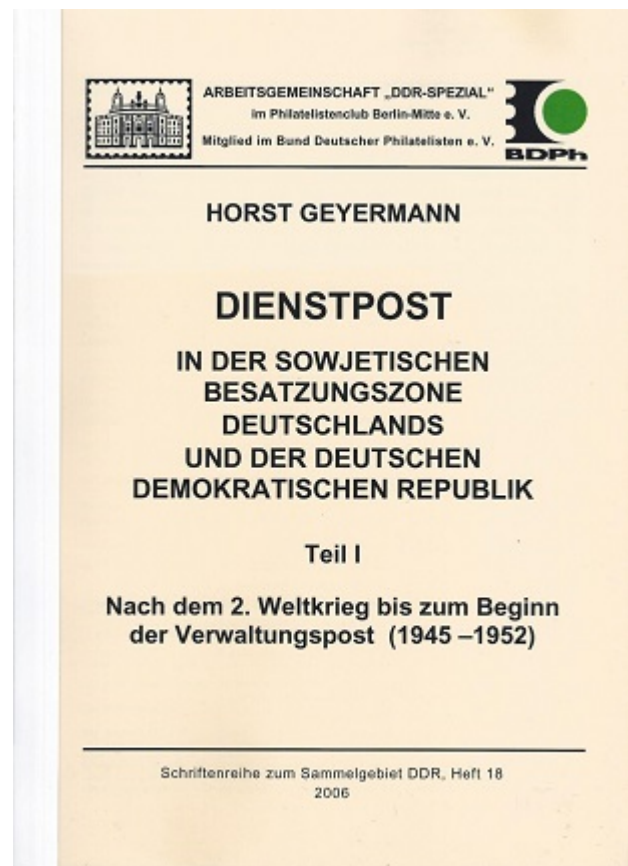 ARBEITSGEMEINSCHAFT „DDR-SPEZIAL"
im Philatelistenclub Berlin-Mitte e. V.
Mitglied im Bund Deutscher Philatelisten e. V.
BDPh
HORST GEYERMANN
DIENSTPOST
IN DER SOWJETISCHEN
BESATZUNGSZONE
DEUTSCHLANDS
UND DER DEUTSCHEN
DEMOKRATISCHEN REPUBLIK
Teil I
Nach dem 2. Weltkrieg bis zum Beginn
der Verwaltungspost (1945 –1952)
Schriftenreihe zum Sammelgebiet DDR, Heft 18
2006